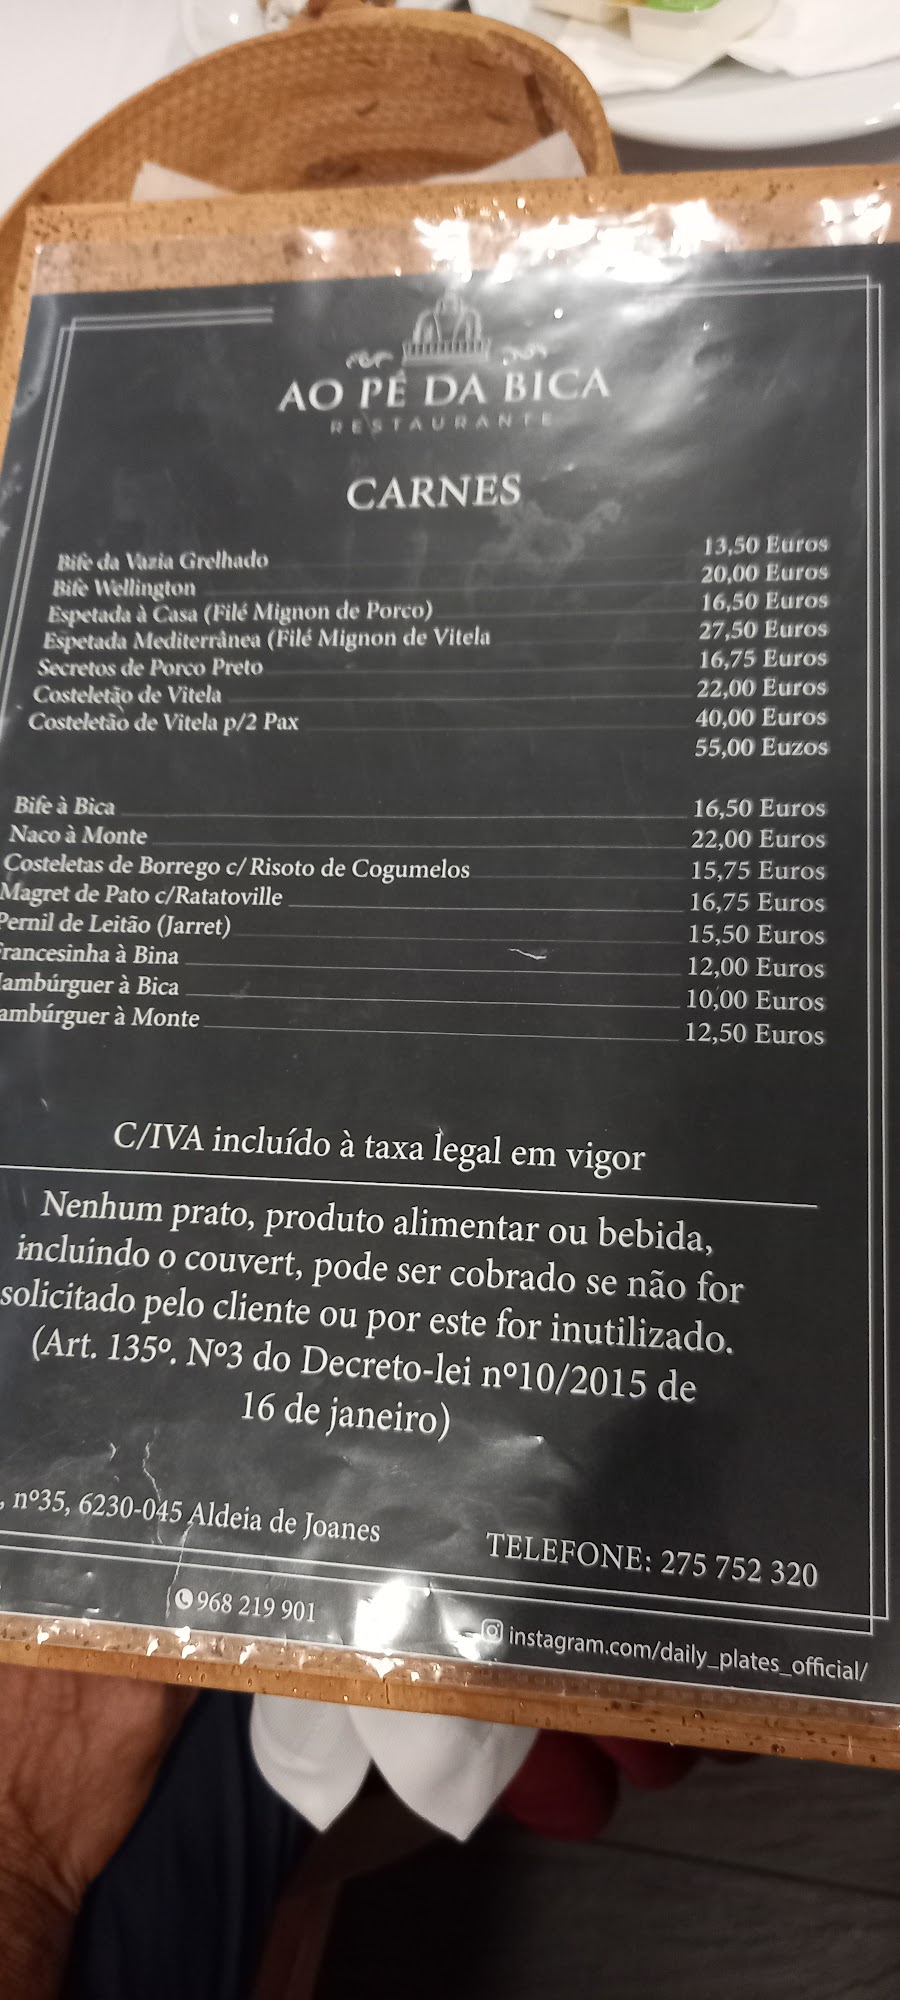 AO PÉ DA BICA
RESTAURANTE
CARNES
Bife da Vazia Grelhado 13,50 Euros
Bife Wellington 20,00 Euros
Espetada à Casa (Filé Mignon de Porco) 16,50 Euros
Espetada Mediterrânea (Filé Mignon de Vitela 27,50 Euros
Secretos de Porco Preto 16,75 Euros
Costeletão de Vitela 22,00 Euros
Costeletão de Vitela p/2 Pax 40,00 Euros
55,00 Euzos
Bife à Bica 16,50 Euros
Naco à Monte 22,00 Euros
Costeletas de Borrego c/ Risoto de Cogumelos 15,75 Euros
Magret de Pato c/Ratatoville 16,75 Euros
Pernil de Leitão (Jarret) 15,50 Euros
rancesinha à Bina 12,00 Euros
ambúrguer à Bica 10,00 Euros
ambúrguer à Monte 12,50 Euros
C/IVA incluído à taxa legal em vigor
Nenhum prato, produto alimentar ou bebida,
incluindo o couvert, pode ser cobrado se não for
solicitado pelo cliente ou por este for inutilizado.
(Art. 135º. Nº3 do Decreto-lei nº10/2015 de
16 de janeiro)
, nº35, 6230-045 Aldeia de Joanes TELEFONE: 275 752 320
968 219 901 instagram.com/daily_plates_official/